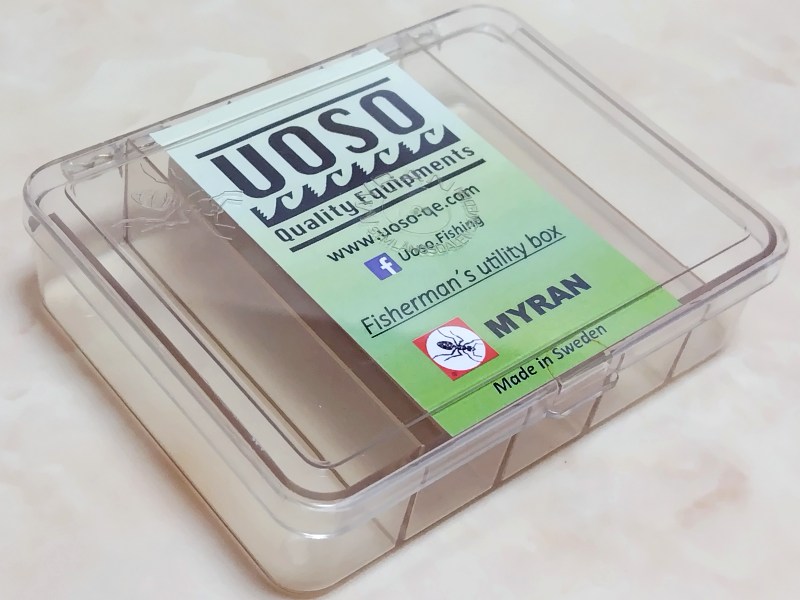 UOSO
Quality Equipments
www.uoso-qe.com
f Uoso.Fishing
Fisherman's utility box
MYRAN
Made in Sweden